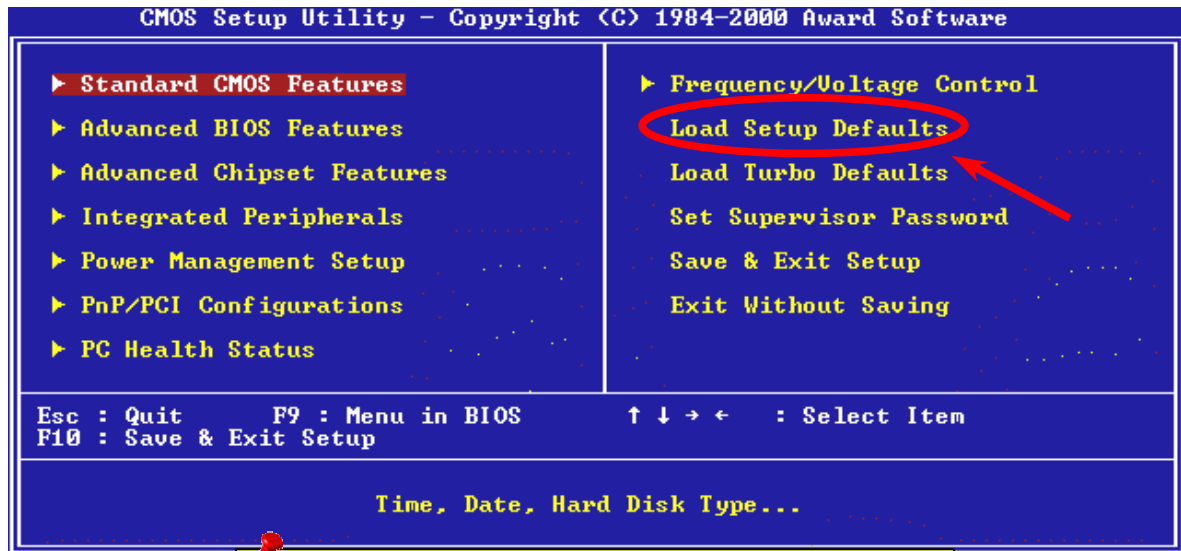 CMOS Setup Utility - Copyright (C) 1984-2000 Award Software
▶ Standard CMOS Features
▶ Advanced BIOS Features
▶ Advanced Chipset Features
▶ Integrated Peripherals
▶ Power Management Setup
▶ PnP/PCI Configurations
▶ PC Health Status
▶ Frequency/Voltage Control
Load Setup Defaults
Load Turbo Defaults
Set Supervisor Password
Save & Exit Setup
Exit Without Saving
Esc : Quit F9 : Menu in BIOS ↑ ↓ → ← : Select Item
F10 : Save & Exit Setup
Time, Date, Hard Disk Type...